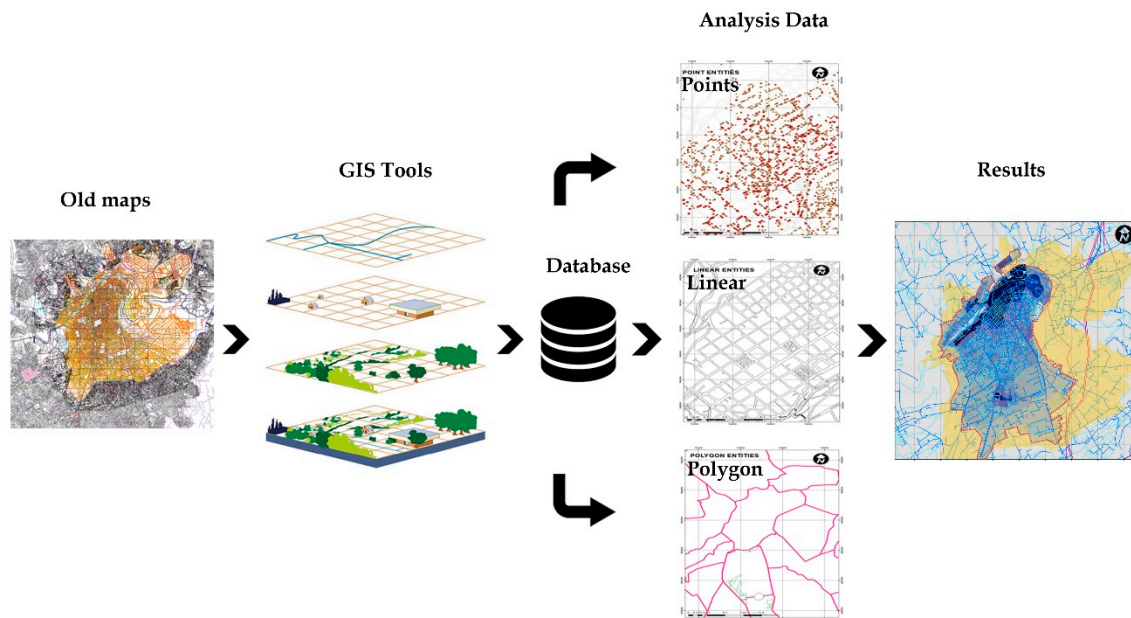 Analysis Data
POINT ENTITIES
Points
GIS Tools
Results
Old maps
Database
LINEAR ENTITIES
Linear
POLYGON ENTITIES
Polygon